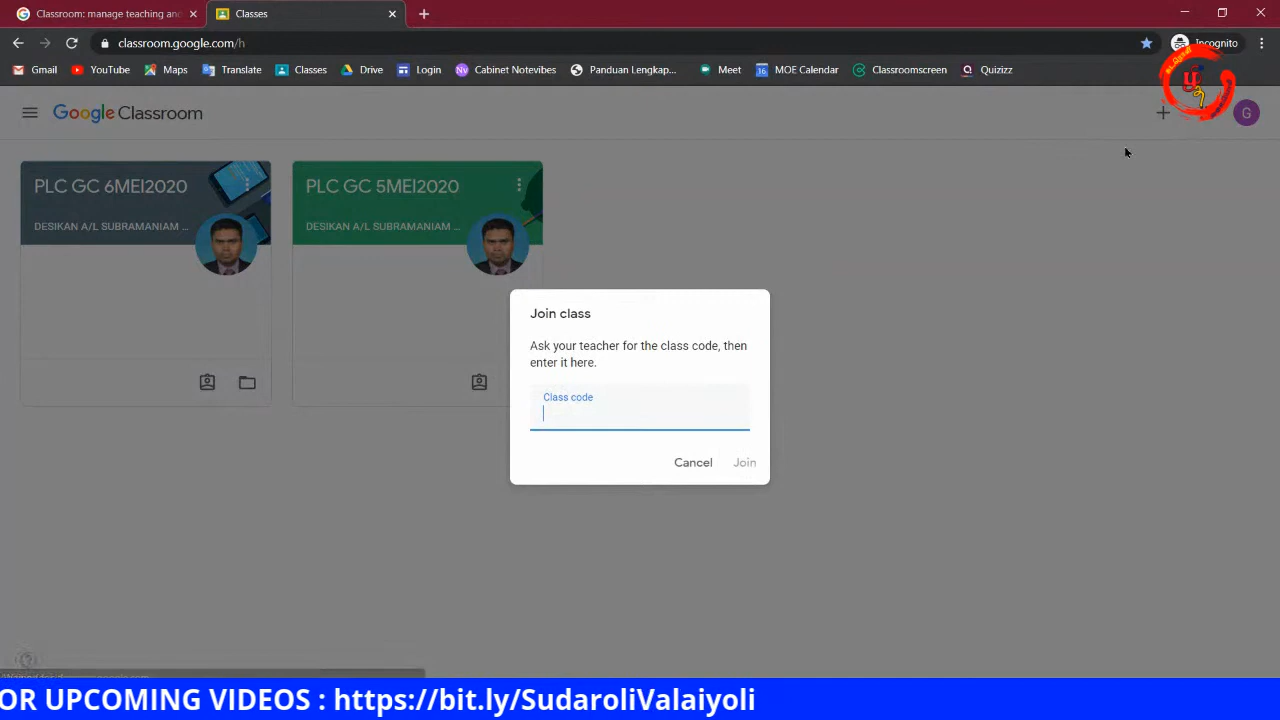 Classroom: manage teaching and
Classes
classroom.google.com/h
Incognito
Gmail
YouTube
Maps
Translate
Classes
Drive
Login
Cabinet Notevibes
Panduan Lengkap...
Meet
MOE Calendar
Classroomscreen
Quizizz
Google Classroom
G
PLC GC 6MEI2020
DESIKAN A/L SUBRAMANIAM ...
PLC GC 5MEI2020
DESIKAN A/L SUBRAMANIAM ...
Join class
Ask your teacher for the class code, then
enter it here.
Class code
Cancel
Join
OR UPCOMING VIDEOS : https://bit.ly/SudaroliValaiyoli